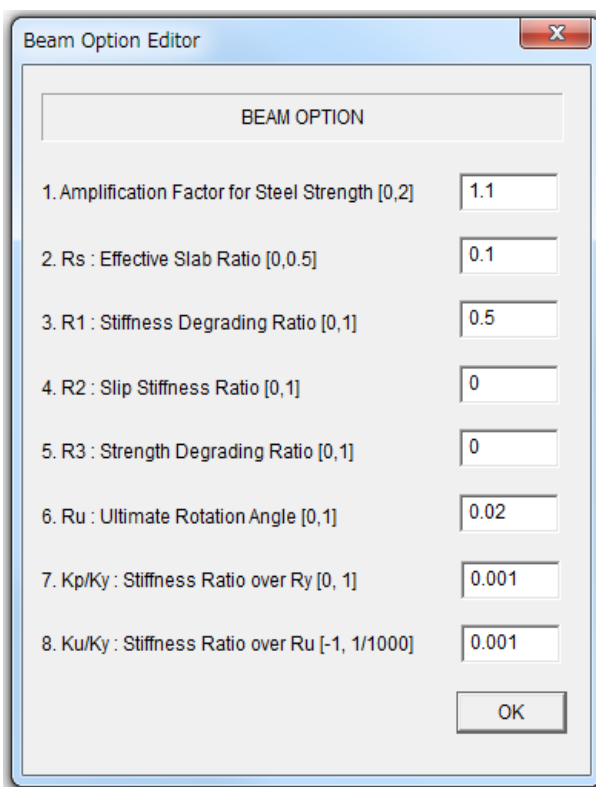 Beam Option Editor
BEAM OPTION
1. Amplification Factor for Steel Strength [0,2] 1.1
2. Rs : Effective Slab Ratio [0,0.5] 0.1
3. R1 : Stiffness Degrading Ratio [0,1] 0.5
4. R2 : Slip Stiffness Ratio [0,1] 0
5. R3 : Strength Degrading Ratio [0,1] 0
6. Ru : Ultimate Rotation Angle [0,1] 0.02
7. Kp/Ky : Stiffness Ratio over Ry [0, 1] 0.001
8. Ku/Ky : Stiffness Ratio over Ru [-1, 1/1000] 0.001
OK